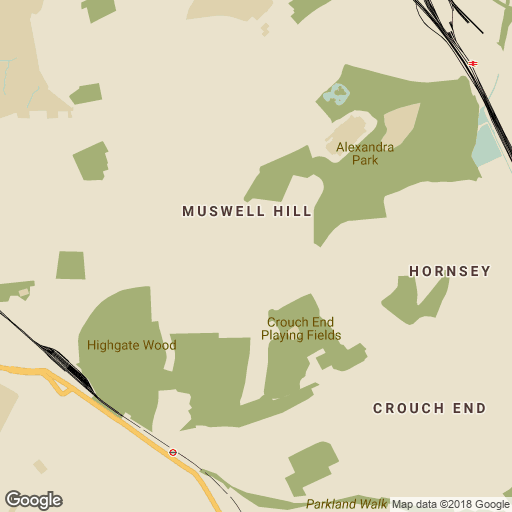 Alexandra
Park
MUSWELL HILL
HORNSEY
Crouch End
Playing Fields
Highgate Wood
CROUCH END
Parkland Walk
Google
Map data ©2018 Google